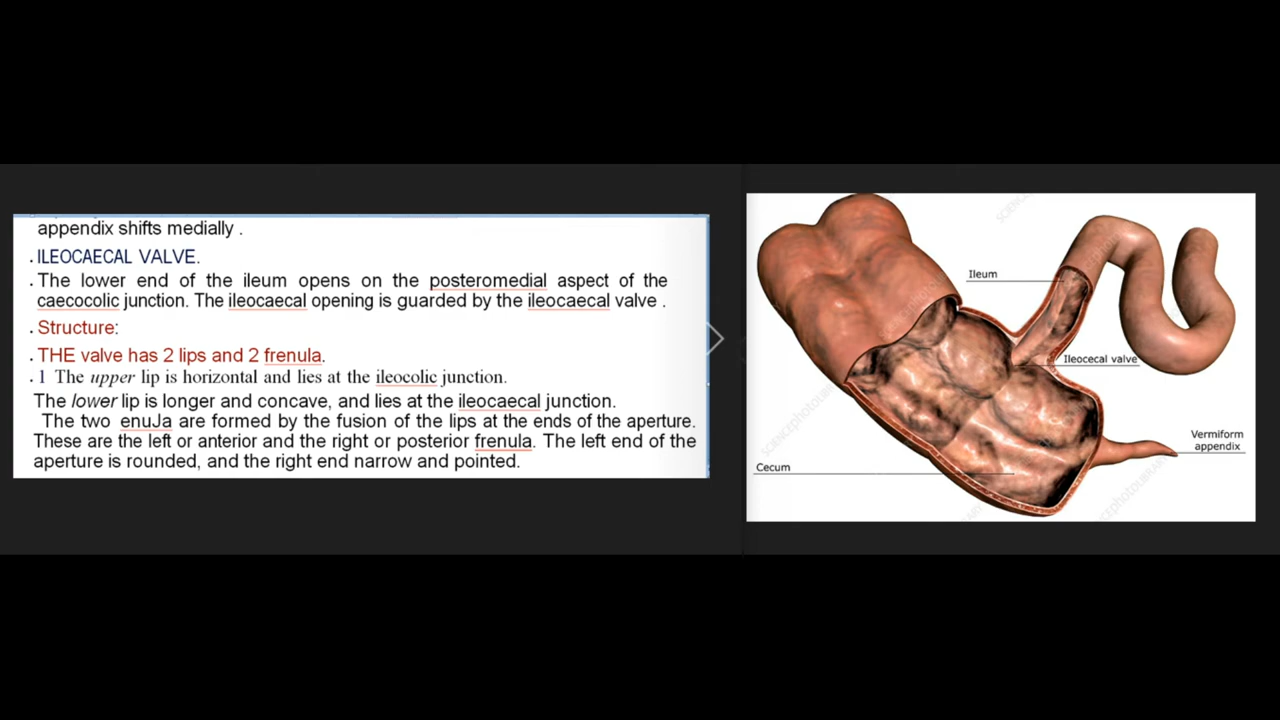 appendix shifts medially .
. ILEOCAECAL VALVE.
. The lower end of the ileum opens on the posteromedial aspect of the
caecocolic junction. The ileocaecal opening is guarded by the ileocaecal valve .
. Structure:
. THE valve has 2 lips and 2 frenula.
. 1 The upper lip is horizontal and lies at the ileocolic junction.
The lower lip is longer and concave, and lies at the ileocaecal junction.
The two enuJa are formed by the fusion of the lips at the ends of the aperture.
These are the left or anterior and the right or posterior frenula. The left end of the
aperture is rounded, and the right end narrow and pointed.
Ileum
Ileocecal valve
Vermiform
appendix
Cecum